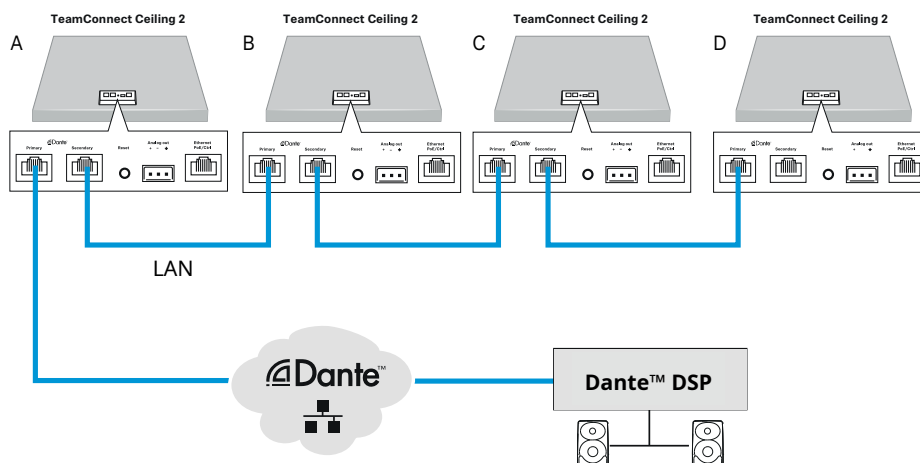 TeamConnect Ceiling 2 TeamConnect Ceiling 2 TeamConnect Ceiling 2 TeamConnect Ceiling 2
A B C D
Dante Analog out Ethernet Dante Analog out Ethernet Dante Analog out Ethernet Dante Analog out Ethernet
Primary Secondary Reset + - PoE/Ctrl Primary Secondary Reset + - PoE/Ctrl Primary Secondary Reset + - PoE/Ctrl Primary Secondary Reset + - PoE/Ctrl
LAN
Dante™
Dante™ DSP